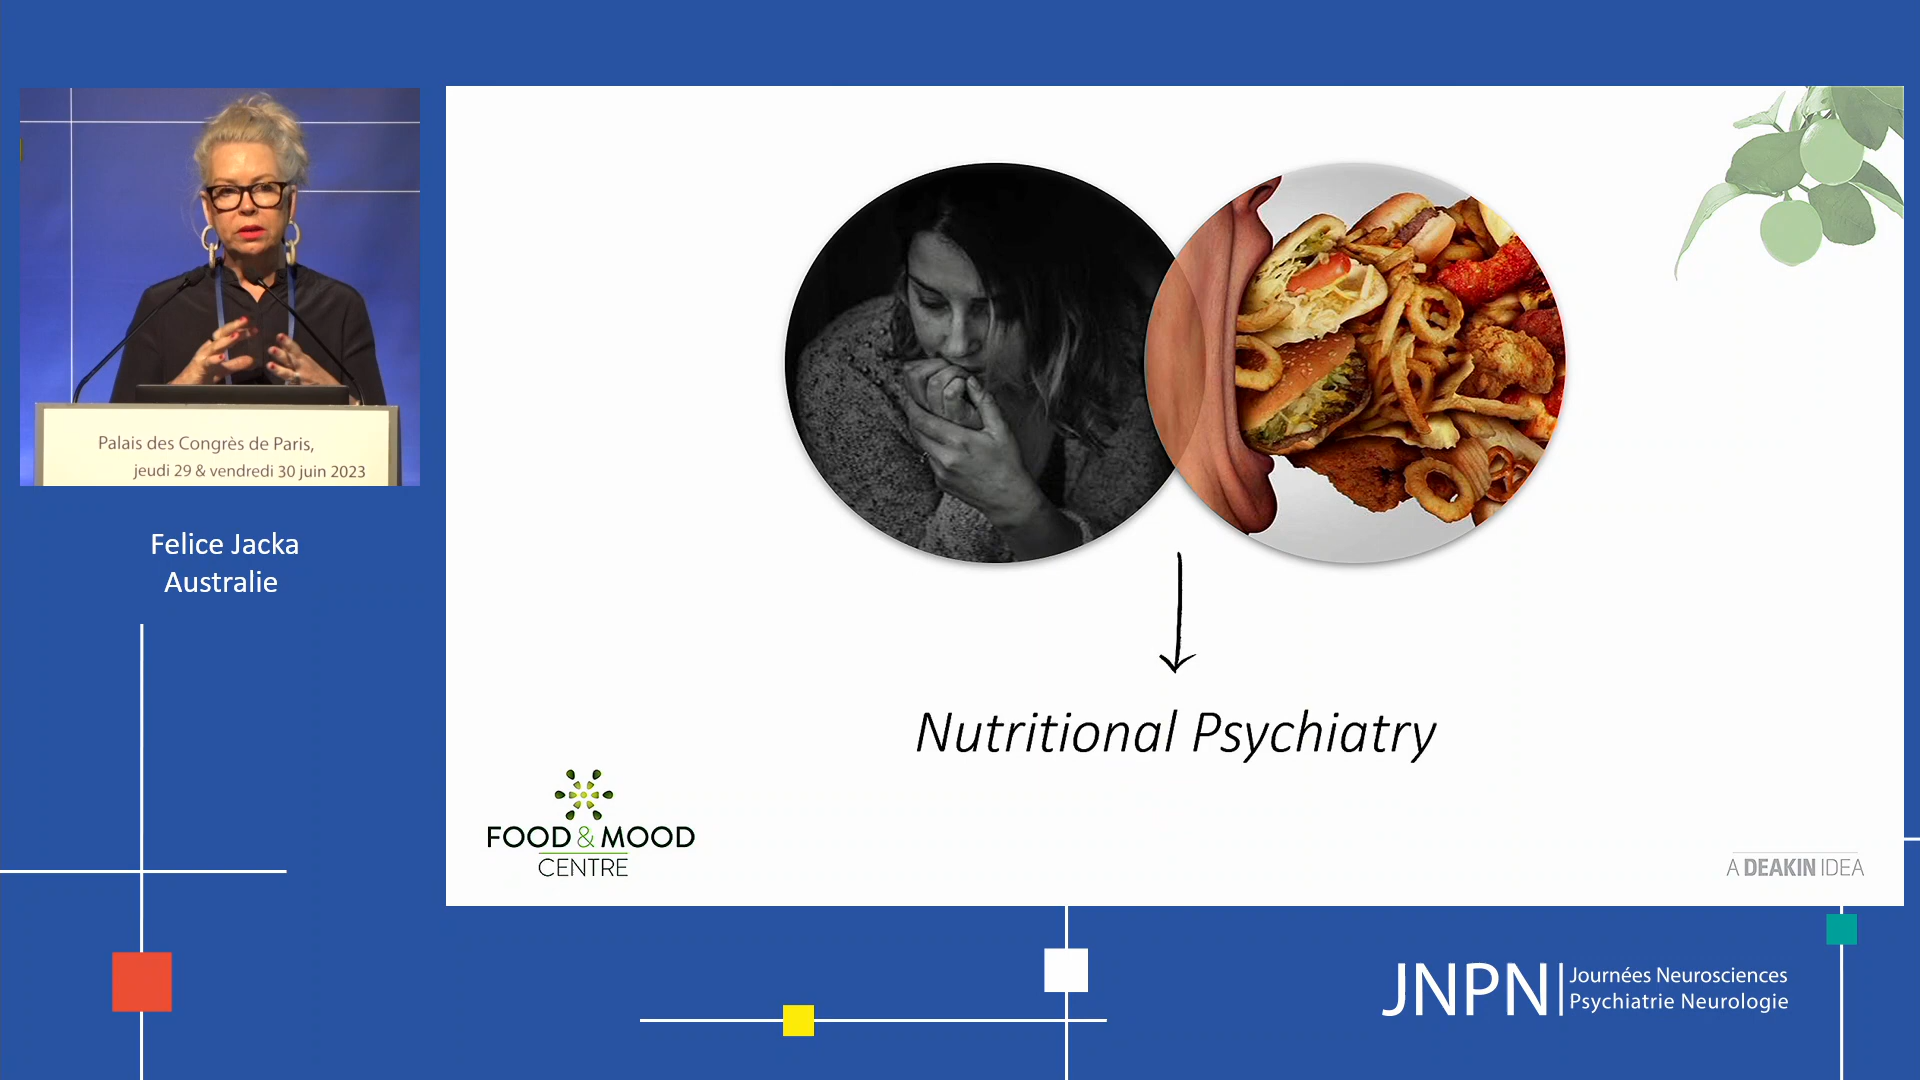 Palais des Congrès de Paris,
jeudi 29 & vendredi 30 juin 2023
Felice Jacka
Australie
Nutritional Psychiatry
FOOD & MOOD
CENTRE
A DEAKIN IDEA
JNPN
Journées Neurosciences
Psychiatrie Neurologie